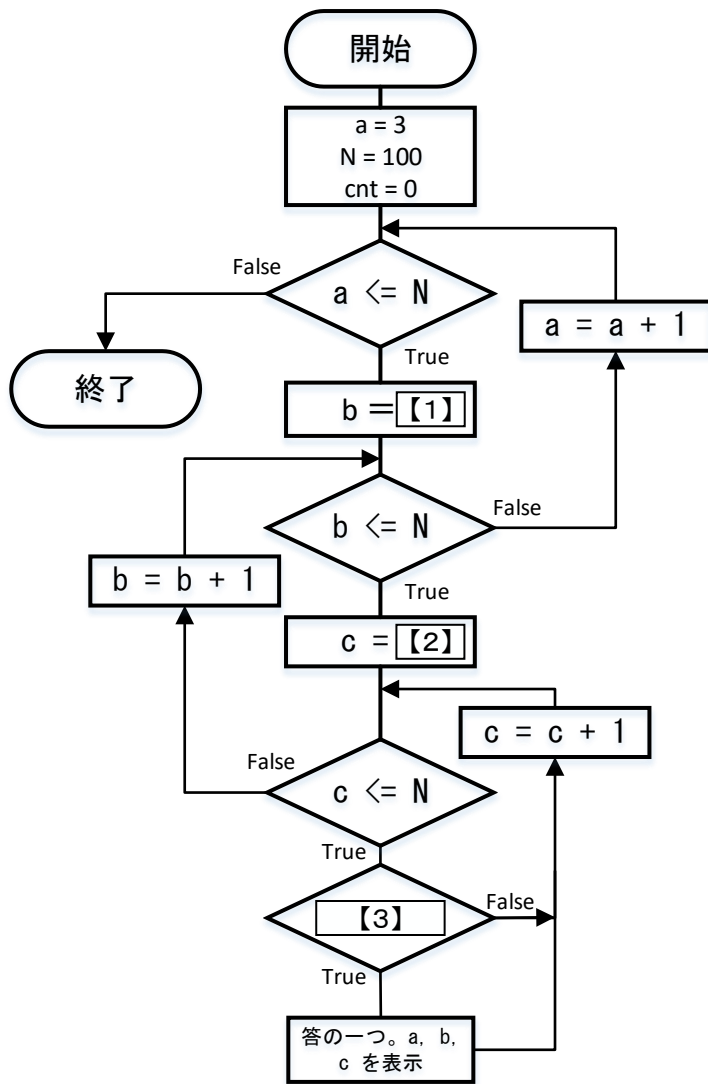 開始
a = 3
N = 100
cnt = 0
False
a <= N
a = a + 1
True
終了
b =【1】
b <= N
False
b = b + 1
True
c = 【2】
c = c + 1
False
c <= N
True
【3】
False
True
答の一つ。a, b,
c を表示